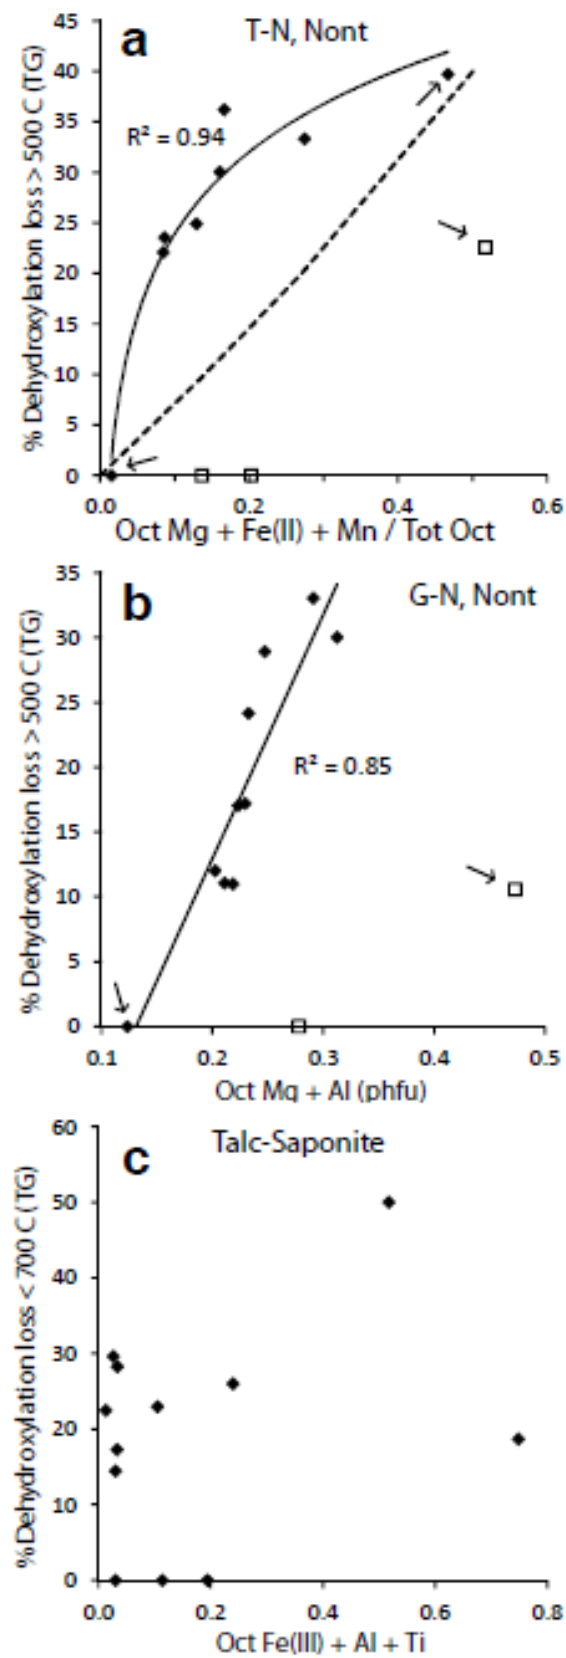 a
T-N, Nont
R² = 0.94
% Dehydroxylation loss > 500 C (TG)
45
40
35
30
25
20
15
10
5
0
0.0 0.2 0.4 0.6
Oct Mg + Fe(II) + Mn / Tot Oct
b
G-N, Nont
R² = 0.85
% Dehydroxylation loss > 500 C (TG)
35
30
25
20
15
10
5
0
0.1 0.2 0.3 0.4 0.5
Oct Mg + Al (phfu)
c
Talc-Saponite
%Dehydroxylation loss < 700 C (TG)
60
50
40
30
20
10
0
0.0 0.2 0.4 0.6 0.8
Oct Fe(III) + Al + Ti